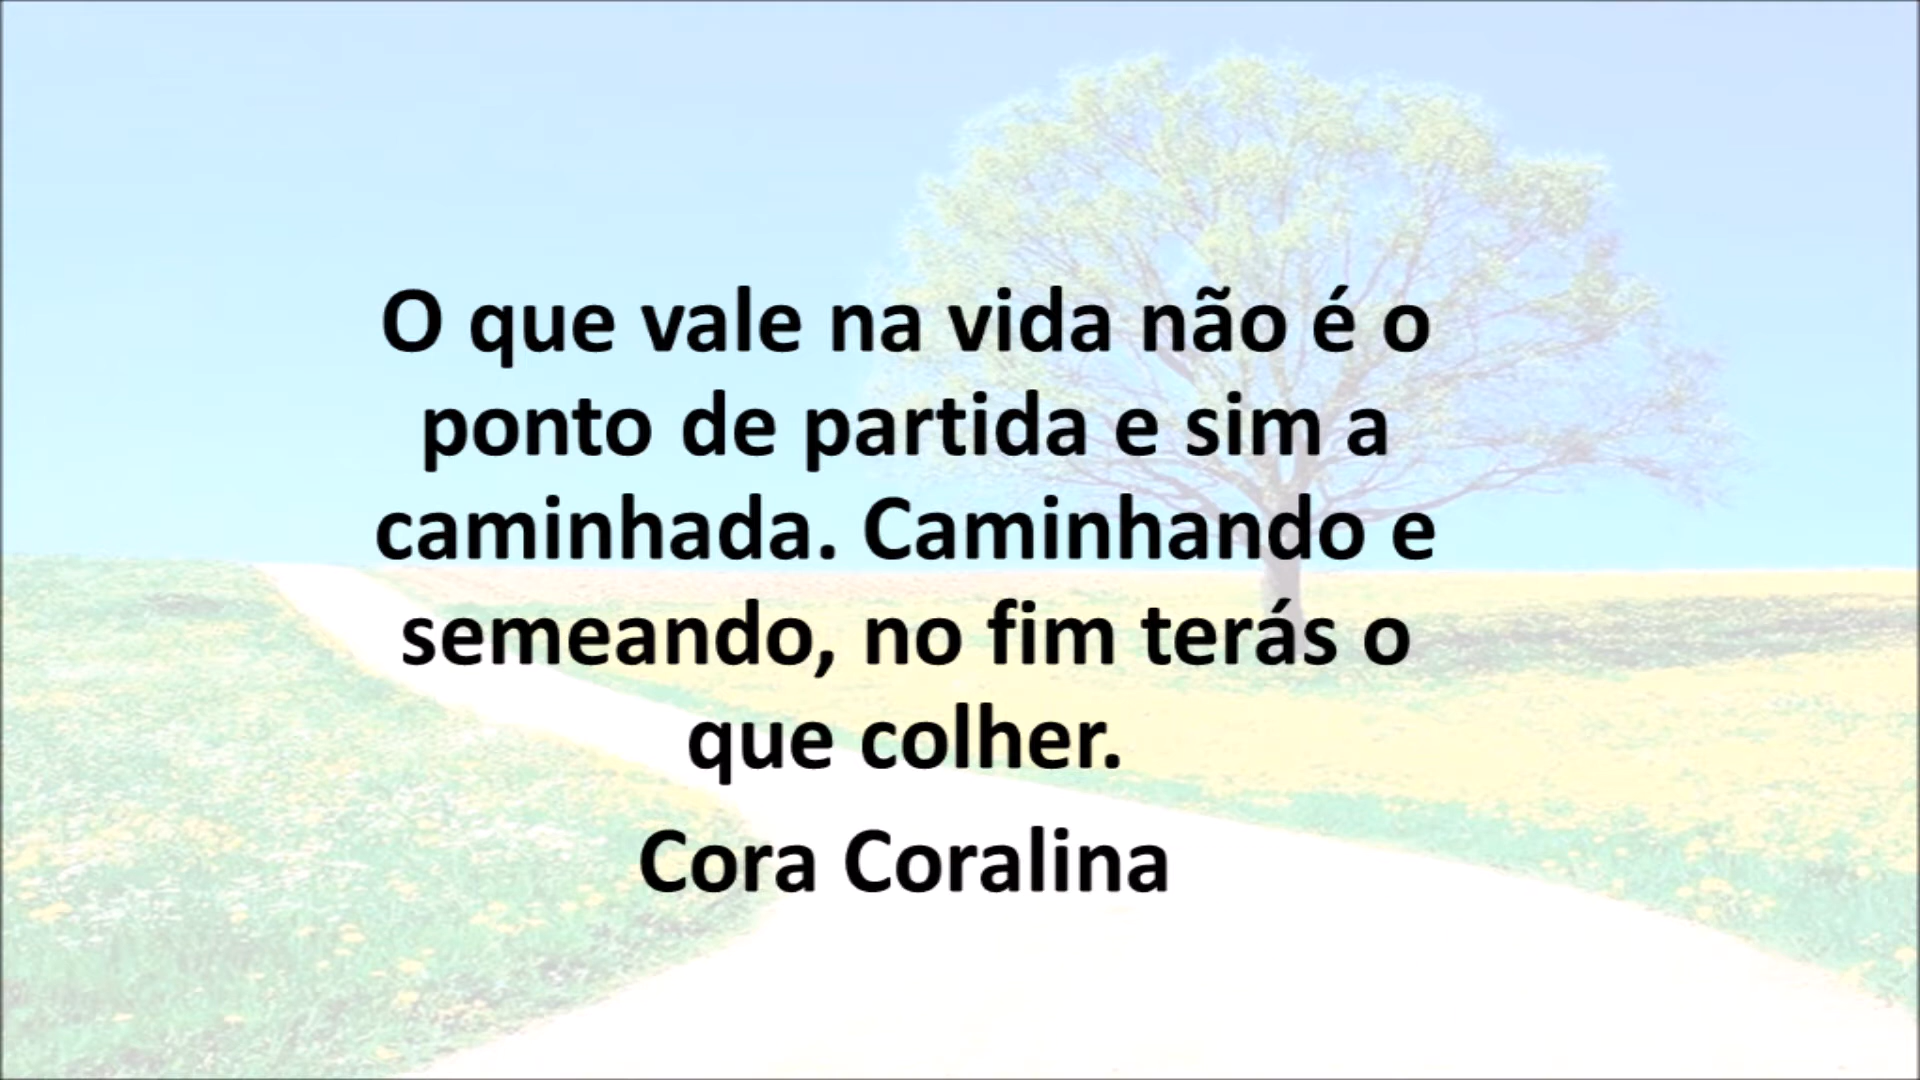 O que vale na vida não é o
ponto de partida e sim a
caminhada. Caminhando e
semeando, no fim terás o
que colher.
Cora Coralina